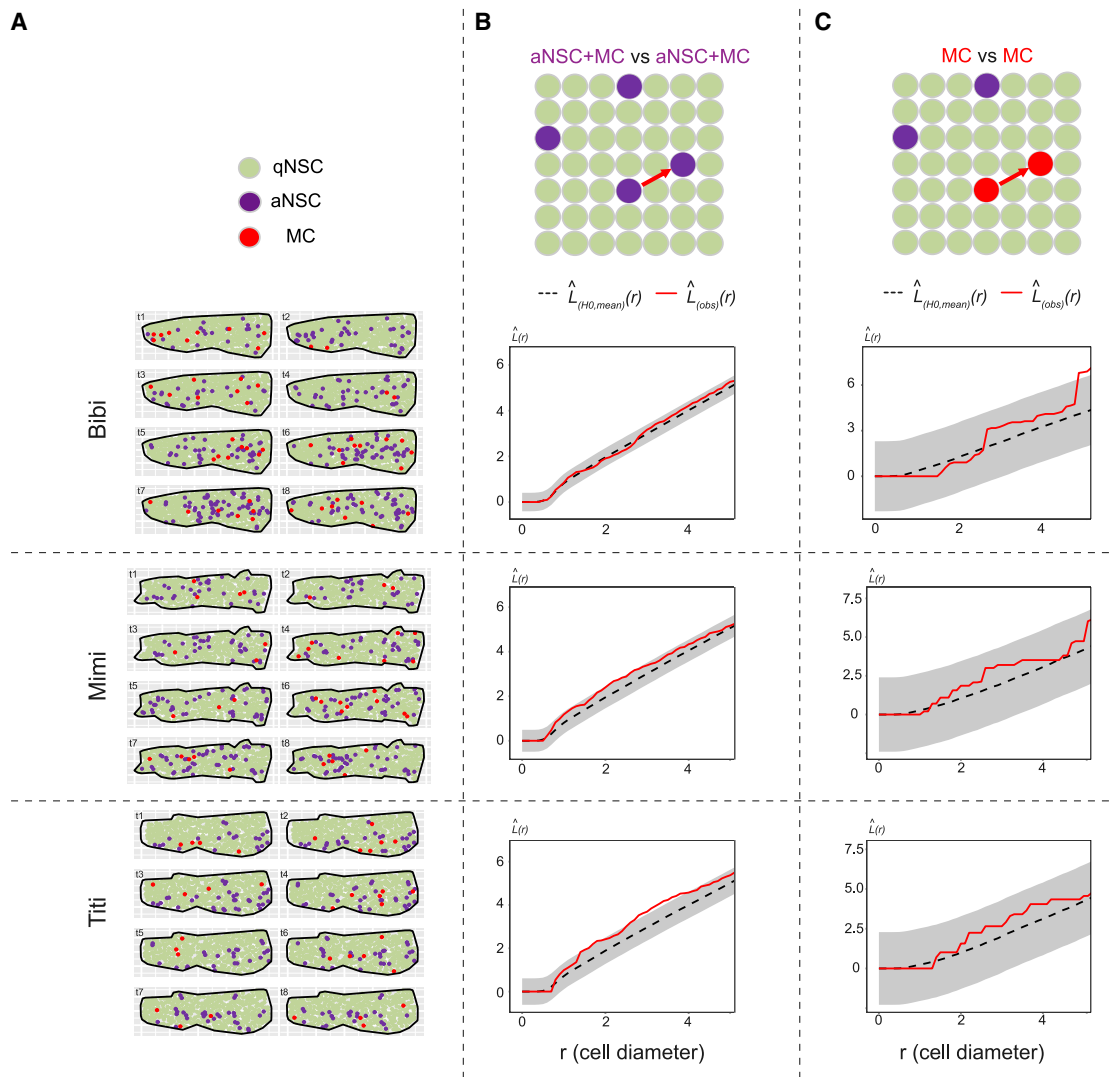 A
B
C
qNSC
aNSC
MC
aNSC+MC vs aNSC+MC
MC vs MC
^L(H0,mean)(r)
^L(obs)(r)
^L(H0,mean)(r)
^L(obs)(r)
Bibi
t1
t2
t3
t4
t5
t6
t7
t8
^L(r)
6
4
2
0
0
2
4
^L(r)
6
3
0
0
2
4
Mimi
t1
t2
t3
t4
t5
t6
t7
t8
^L(r)
6
4
2
0
0
2
4
^L(r)
7.5
5.0
2.5
0
0
2
4
Titi
t1
t2
t3
t4
t5
t6
t7
t8
^L(r)
6
4
2
0
0
2
4
r (cell diameter)
^L(r)
7.5
5.0
2.5
0
0
2
4
r (cell diameter)